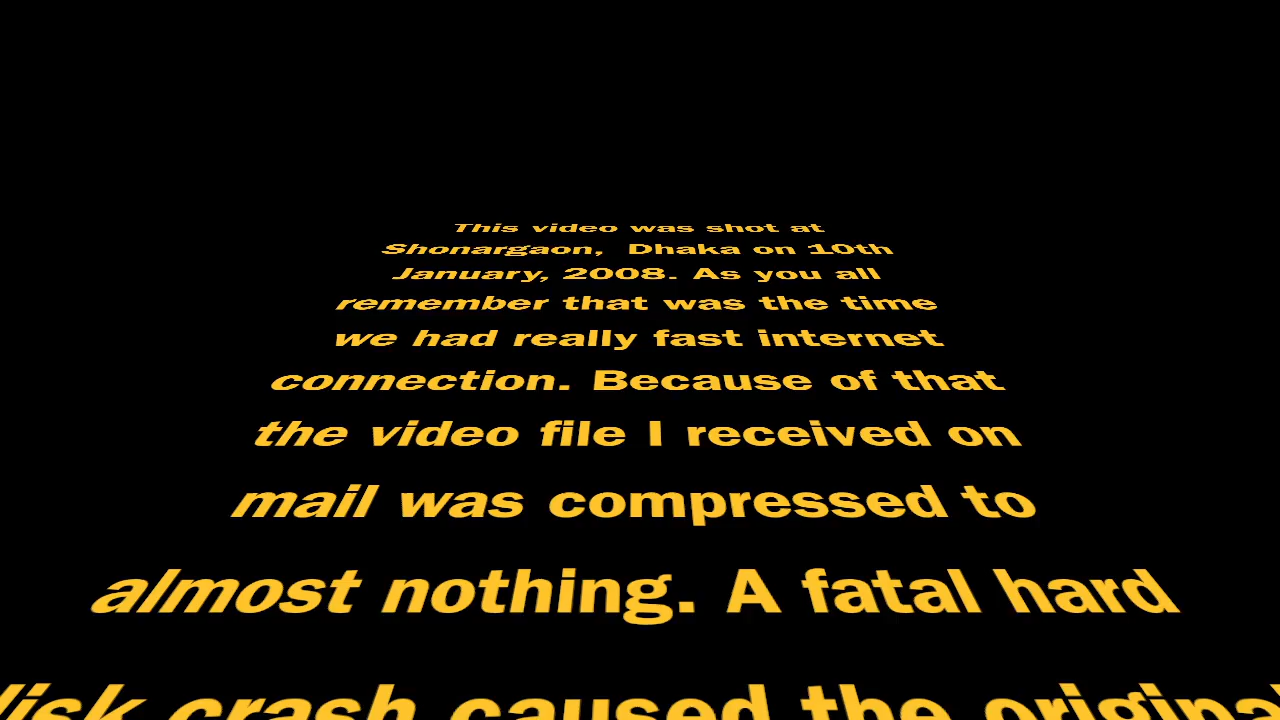 This video was shot at
Shonargaon,  Dhaka on 10th
January, 2008. As you all
remember that was the time
we had really fast internet
connection. Because of that
the video file I received on
mail was compressed to
almost nothing. A fatal hard
disk crash caused the original